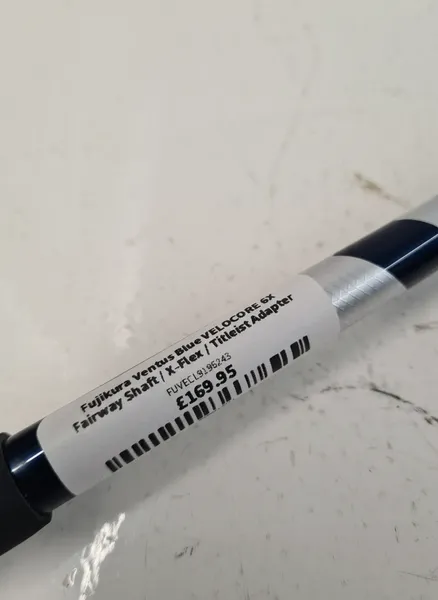 Fujikura Ventus Blue VELOCORE 6X
Fairway Shaft / X-Flex / Titleist Adapter
FUVECL9196243
£169.95